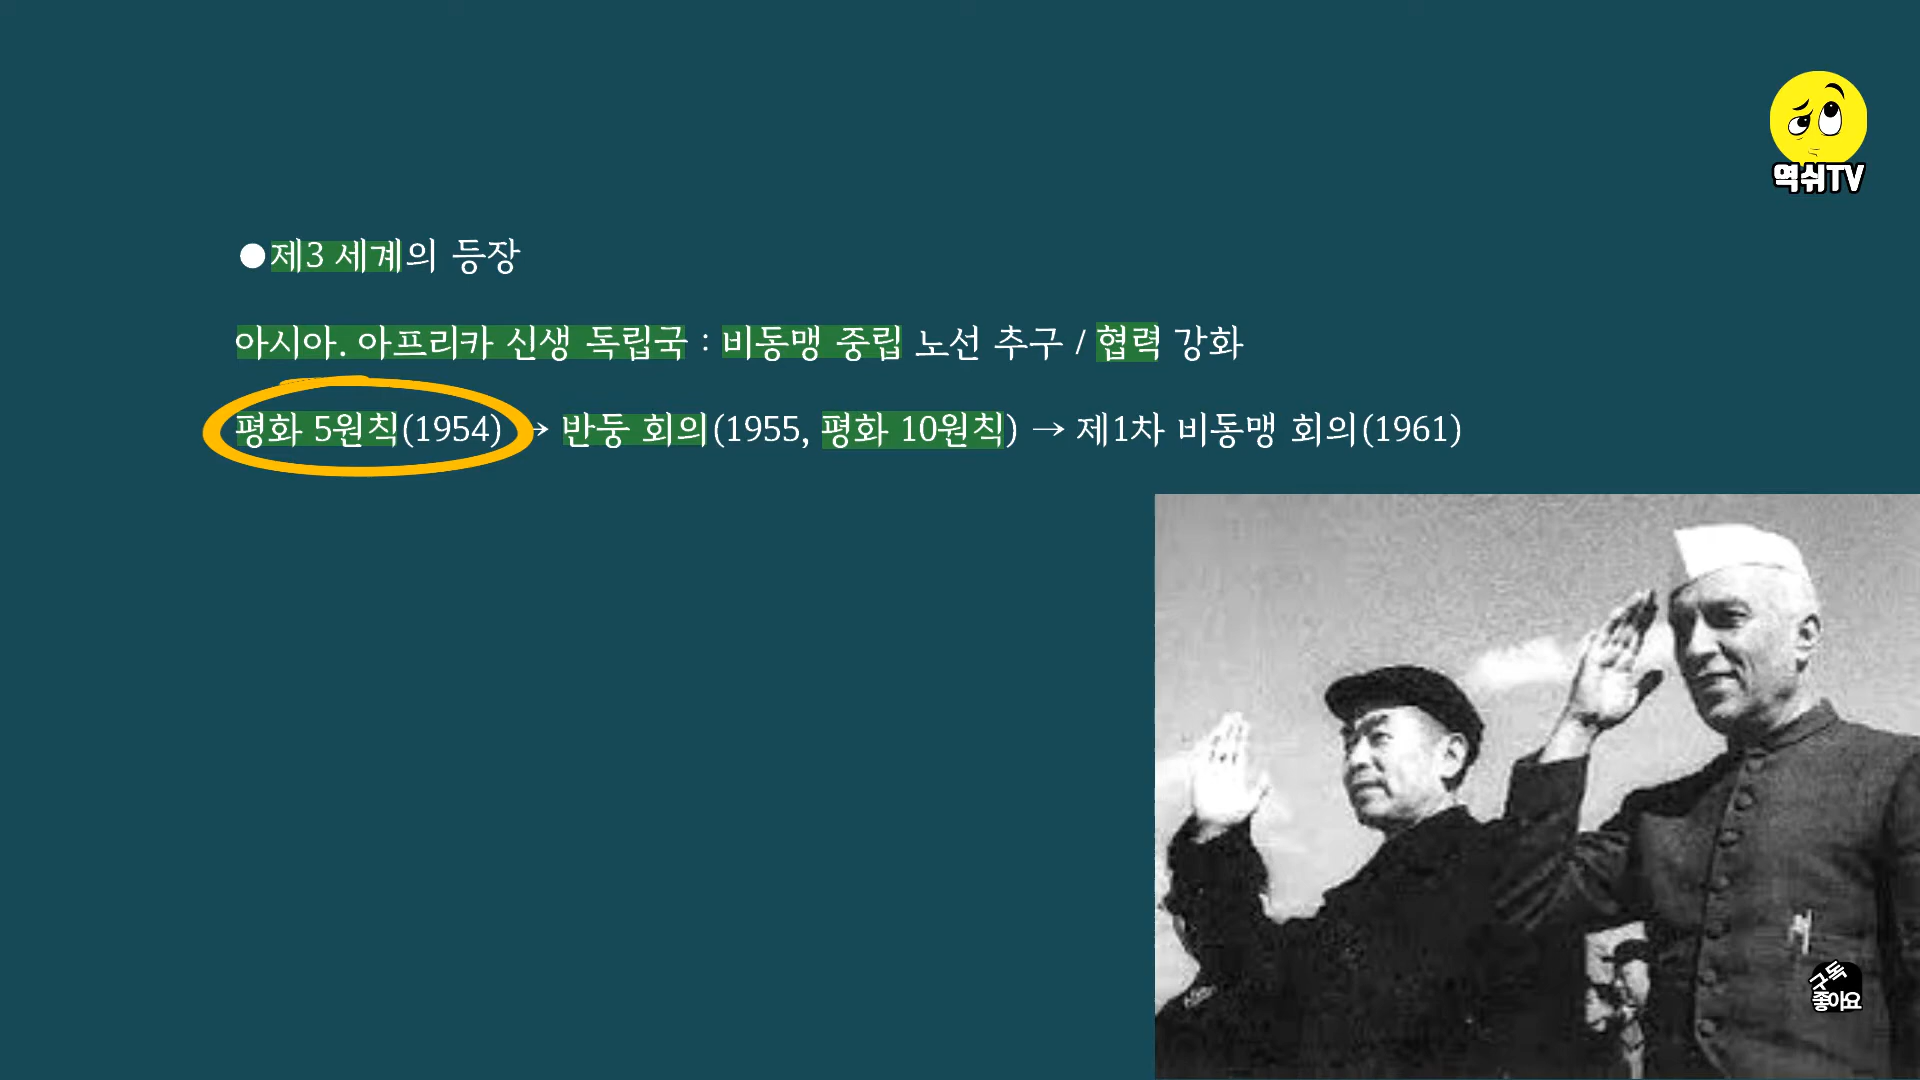 역쉬TV
●제3 세계의 등장
아시아. 아프리카 신생 독립국 : 비동맹 중립 노선 추구 / 협력 강화
평화 5원칙(1954) → 반둥 회의(1955, 평화 10원칙) → 제1차 비동맹 회의(1961)
구독
좋아요